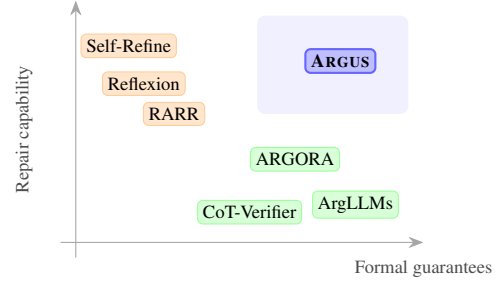 Self-Refine
ARGUS
Reflexion
RARR
Repair capability
ARGORA
ArgLLMs
CoT-Verifier
Formal guarantees